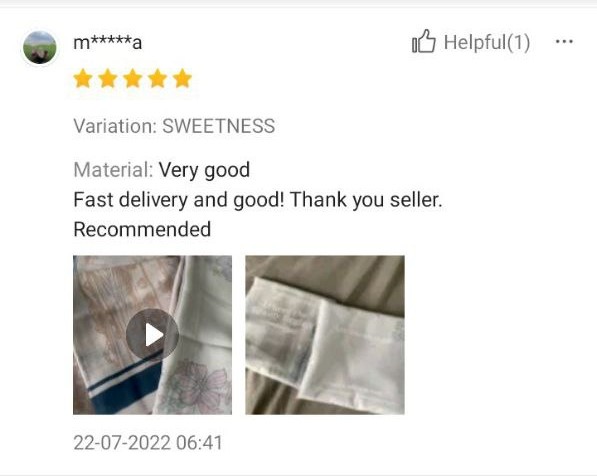 m*****a
Helpful(1)
Variation: SWEETNESS
Material: Very good
Fast delivery and good! Thank you seller.
Recommended
22-07-2022 06:41